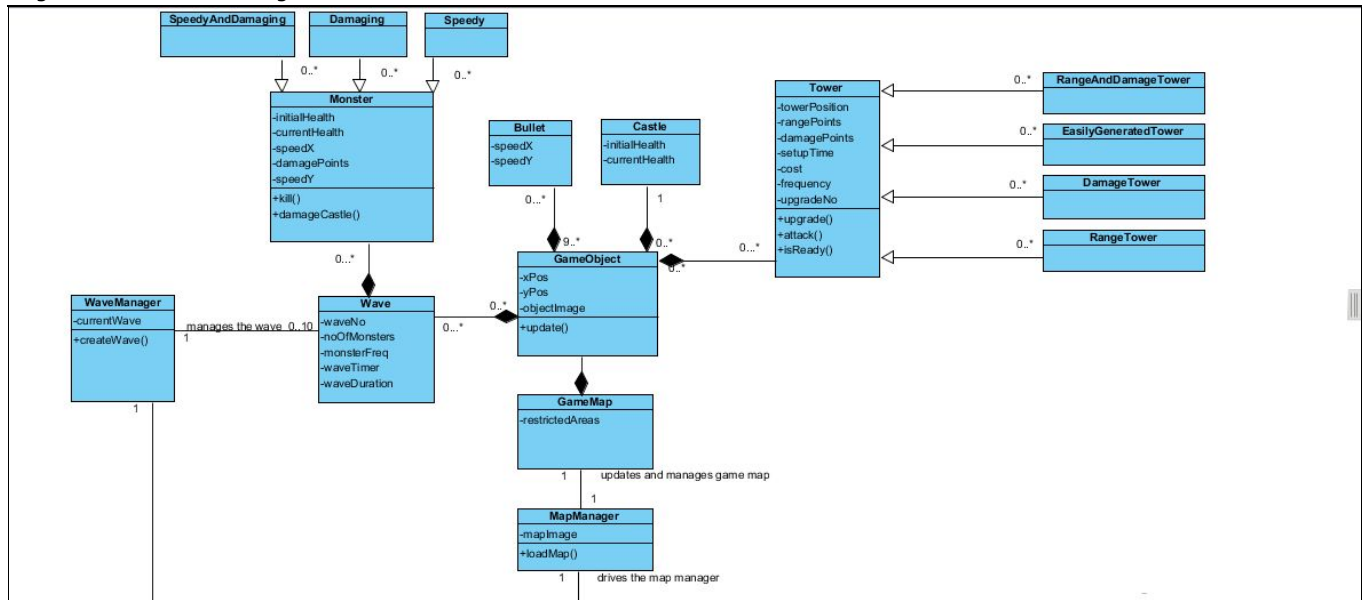 SpeedyAndDamaging
Damaging
Speedy
0..*
0..*
0..*
Monster
-initialHealth
-currentHealth
-speedX
-damagePoints
-speedY
+kill()
+damageCastle()
Bullet
-speedX
-speedY
Castle
-initialHealth
-currentHealth
Tower
-towerPosition
-rangePoints
-damagePoints
-setupTime
-cost
-frequency
-upgradeNo
+upgrade()
+attack()
+isReady()
0..*
RangeAndDamageTower
0..*
EasilyGeneratedTower
0..*
DamageTower
0..*
RangeTower
0...*
1
9..*
0..*
0...*
0..*
0...*
GameObject
-xPos
-yPos
-objectImage
+update()
WaveManager
-currentWave
+createWave()
manages the wave 0..10
1
Wave
-waveNo
-noOfMonsters
-monsterFreq
-waveTimer
-waveDuration
0..*
0...*
GameMap
-restrictedAreas
1
1 updates and manages game map
1
MapManager
-mapImage
+loadMap()
1 drives the map manager